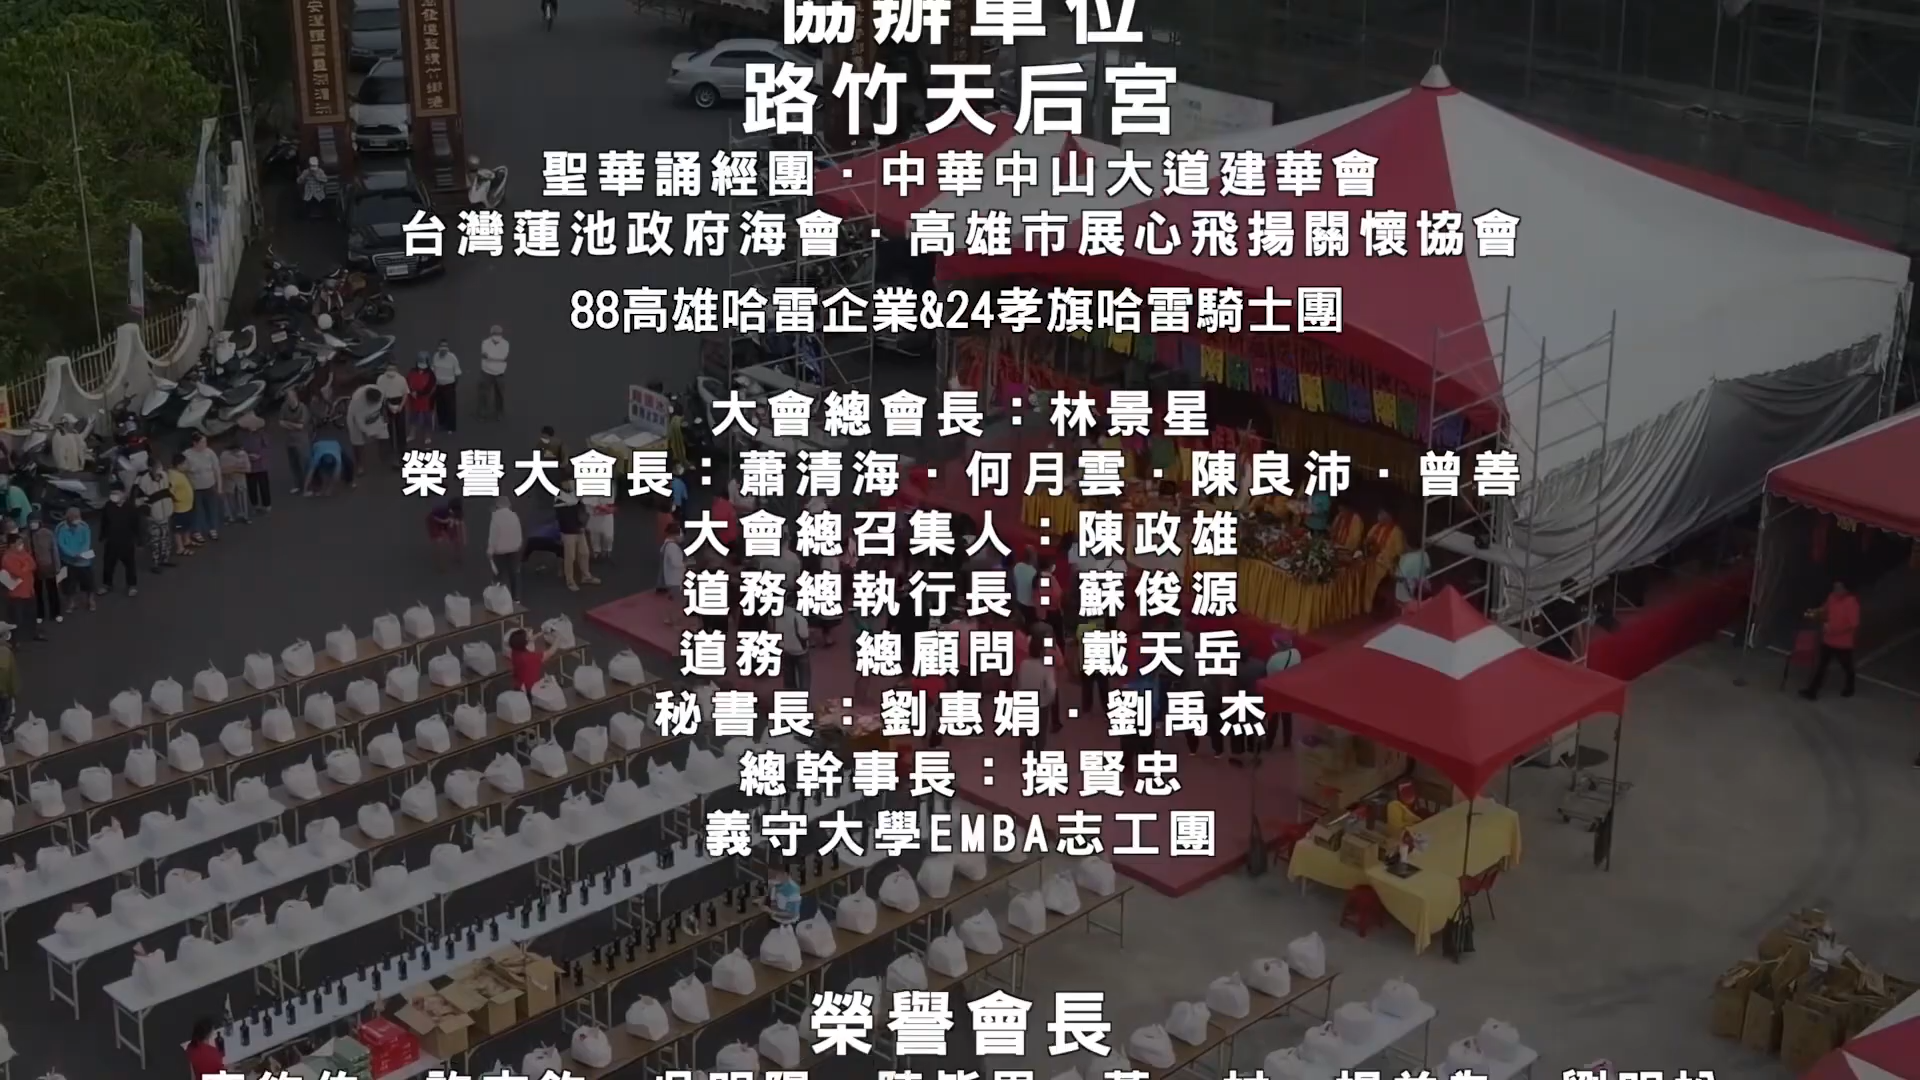 協辦單位
路竹天后宮
聖華誦經團．中華中山大道建華會
台灣蓮池政府海會．高雄市展心飛揚關懷協會
88高雄哈雷企業&24孝旗哈雷騎士團
大會總會長：林景星
榮譽大會長：蕭清海．何月雲．陳良沛．曾善
大會總召集人：陳政雄
道務總執行長：蘇俊源
道務　總顧問：戴天岳
秘書長：劉惠娟．劉禹杰
總幹事長：操賢忠
義守大學EMBA志工團
榮譽會長